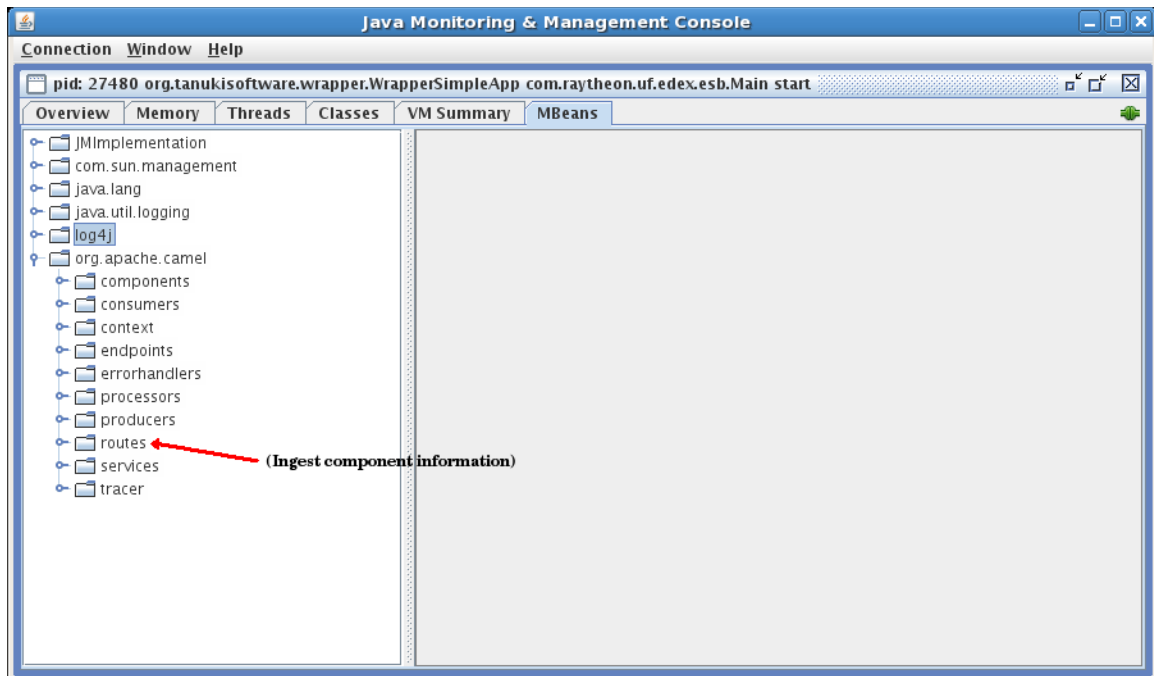 Java Monitoring & Management Console
Connection Window Help
pid: 27480 org.tanukisoftware.wrapper.WrapperSimpleApp com.raytheon.uf.edex.esb.Main start
Overview Memory Threads Classes VM Summary MBeans
JMImplementation
com.sun.management
java.lang
java.util.logging
log4j
org.apache.camel
components
consumers
context
endpoints
errorhandlers
processors
producers
routes
(Ingest component information)
services
tracer